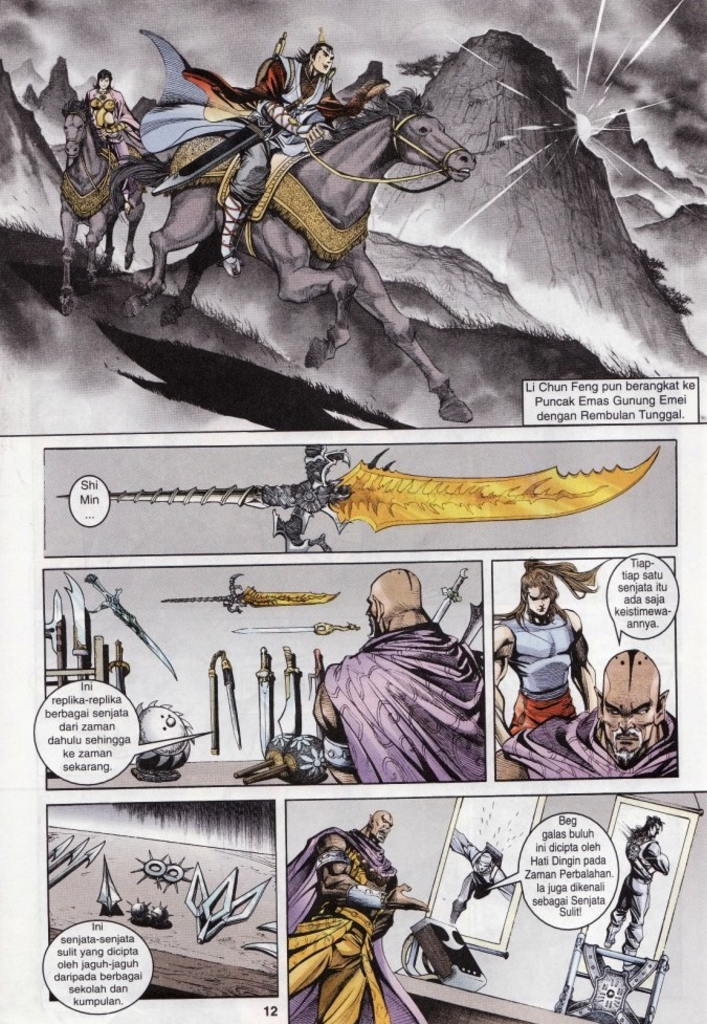 Li Chun Feng pun berangkat ke
Puncak Emas Gunung Emei
dengan Rembulan Tunggal.
Shi
Min
...
Ini
replika-replika
berbagai senjata
dari zaman
dahulu sehingga
ke zaman
sekarang.
Tiap-
tiap satu
senjata itu
ada saja
keistimewa-
annya.
Ini
senjata-senjata
sulit yang dicipta
oleh jaguh-jaguh
daripada berbagai
sekolah dan
kumpulan.
Beg
galas buluh
ini dicipta oleh
Hati Dingin pada
Zaman Perbalahan.
Ia juga dikenali
sebagai Senjata
Sulit!
12